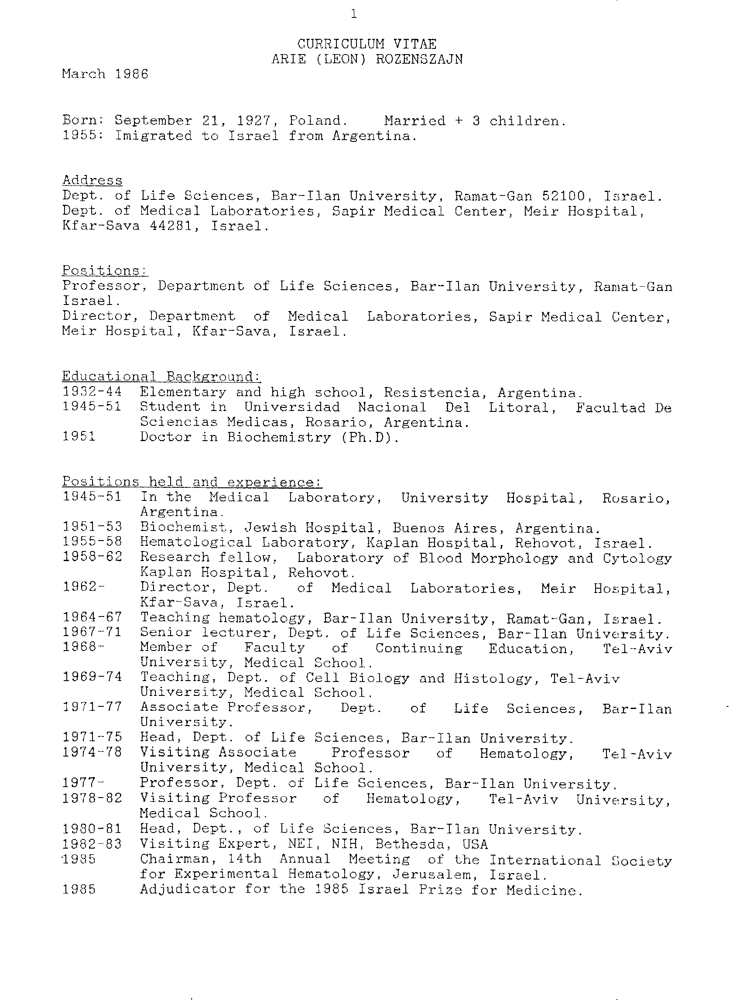 1
CURRICULUM VITAE
ARIE (LEON) ROZENSZAJN
March 1986
Born: September 21, 1927, Poland. Married + 3 children.
1955: Imigrated to Israel from Argentina.
Address
Dept. of Life Sciences, Bar-Ilan University, Ramat-Gan 52100, Israel.
Dept. of Medical Laboratories, Sapir Medical Center, Meir Hospital,
Kfar-Sava 44281, Israel.
Positions:
Professor, Department of Life Sciences, Bar-Ilan University, Ramat-Gan
Israel.
Director, Department of Medical Laboratories, Sapir Medical Center,
Meir Hospital, Kfar-Sava, Israel.
Educational Background:
1932-44 Elementary and high school, Resistencia, Argentina.
1945-51 Student in Universidad Nacional Del Litoral, Facultad De
Sciencias Medicas, Rosario, Argentina.
1951 Doctor in Biochemistry (Ph.D).
Positions held and experience:
1945-51 In the Medical Laboratory, University Hospital, Rosario,
Argentina.
1951-53 Biochemist, Jewish Hospital, Buenos Aires, Argentina.
1955-58 Hematological Laboratory, Kaplan Hospital, Rehovot, Israel.
1958-62 Research fellow, Laboratory of Blood Morphology and Cytology
Kaplan Hospital, Rehovot.
1962- Director, Dept. of Medical Laboratories, Meir Hospital,
Kfar-Sava, Israel.
1964-67 Teaching hematology, Bar-Ilan University, Ramat-Gan, Israel.
1967-71 Senior lecturer, Dept. of Life Sciences, Bar-Ilan University.
1968- Member of Faculty of Continuing Education, Tel-Aviv
University, Medical School.
1969-74 Teaching, Dept. of Cell Biology and Histology, Tel-Aviv
University, Medical School.
1971-77 Associate Professor, Dept. of Life Sciences, Bar-Ilan
University.
1971-75 Head, Dept. of Life Sciences, Bar-Ilan University.
1974-78 Visiting Associate Professor of Hematology, Tel-Aviv
University, Medical School.
1977- Professor, Dept. of Life Sciences, Bar-Ilan University.
1978-82 Visiting Professor of Hematology, Tel-Aviv University,
Medical School.
1980-81 Head, Dept., of Life Sciences, Bar-Ilan University.
1982-83 Visiting Expert, NEI, NIH, Bethesda, USA
1985 Chairman, 14th Annual Meeting of the International Society
for Experimental Hematology, Jerusalem, Israel.
1985 Adjudicator for the 1985 Israel Prize for Medicine.